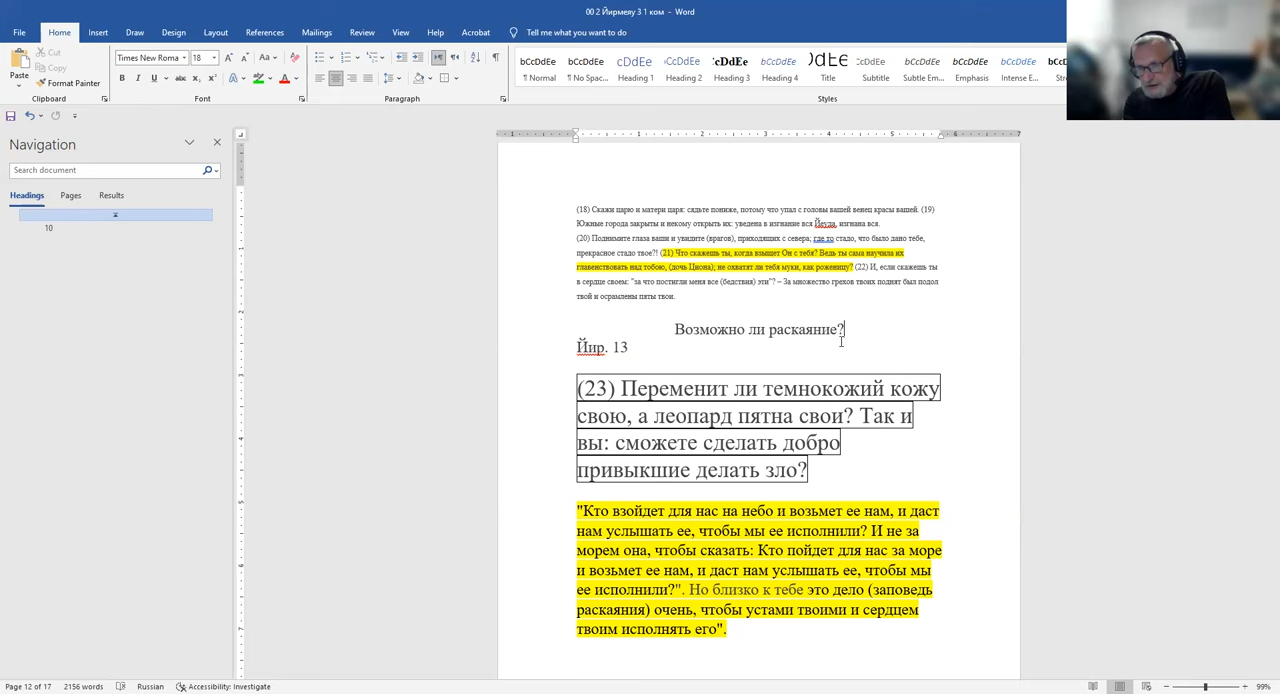 00 2 Йирмеяу 3 1 ком - Word
File Home Insert Draw Design Layout References Mailings Review View Help Acrobat Tell me what you want to do
Paste
Cut
Copy
Format Painter
Times New Roma 18
Clipboard Font Paragraph Styles
¶ Normal ¶ No Spac... Heading 1 Heading 2 Heading 3 Heading 4 Title Subtitle Subtle Em... Emphasis Intense E...
Navigation
Search document
Headings Pages Results
10
(18) Скажи царю и матери царя: сядьте пониже, потому что упал с головы вашей венец красы вашей. (19)
Южные города закрыты и некому открыть их: уведена в изгнание вся Йеуда, изгнана вся.
(20) Поднимите глаза ваши и увидите (врагов), приходящих с севера; где то стадо, что было дано тебе,
прекрасное стадо твое?! (21) Что скажешь ты, когда взыщет Он с тебя? Ведь ты сама научила их
главенствовать над тобою, (дочь Циона); не охватят ли тебя муки, как роженицу? (22) И, если скажешь ты
в сердце своем: "за что постигли меня все (бедствия) эти"? – За множество грехов твоих поднят был подол
твой и осрамлены пяты твои.
Возможно ли раскаяние?
Йир. 13
(23) Переменит ли темнокожий кожу
свою, а леопард пятна свои? Так и
вы: сможете сделать добро
привыкшие делать зло?
"Кто взойдет для нас на небо и возьмет ее нам, и даст
нам услышать ее, чтобы мы ее исполнили? И не за
морем она, чтобы сказать: Кто пойдет для нас за море
и возьмет ее нам, и даст нам услышать ее, чтобы мы
ее исполнили?". Но близко к тебе это дело (заповедь
раскаяния) очень, чтобы устами твоими и сердцем
твоим исполнять его".
Page 12 of 17 2156 words Russian Accessibility: Investigate 99%